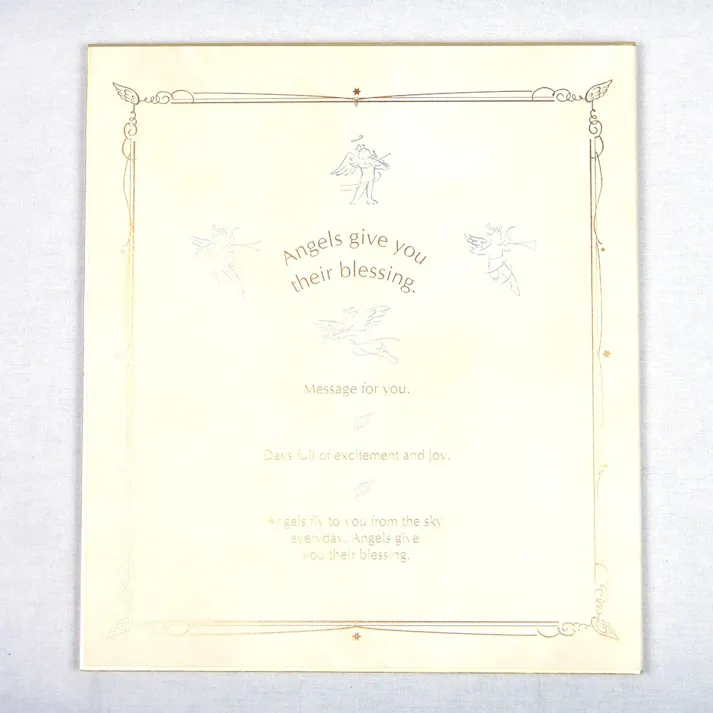 Angels give you
their blessing.
Message for you.
Days full of excitement and joy.
Angels fly to you from the sky
everyday. Angels give
you their blessing.